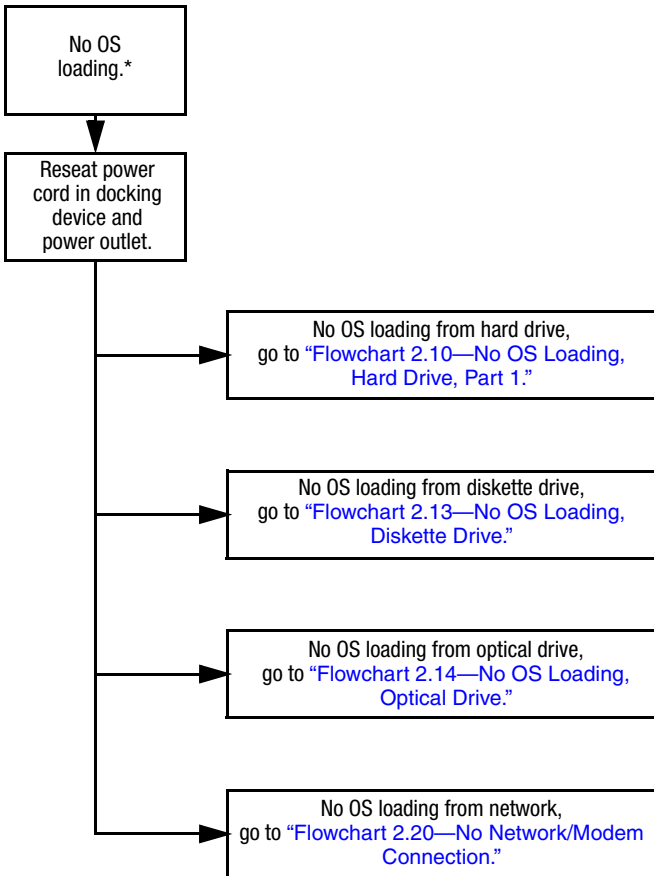 No OS
loading.*
Reseat power
cord in docking
device and
power outlet.
No OS loading from hard drive,
go to “Flowchart 2.10—No OS Loading,
Hard Drive, Part 1.”
No OS loading from diskette drive,
go to “Flowchart 2.13—No OS Loading,
Diskette Drive.”
No OS loading from optical drive,
go to “Flowchart 2.14—No OS Loading,
Optical Drive.”
No OS loading from network,
go to “Flowchart 2.20—No Network/Modem
Connection.”